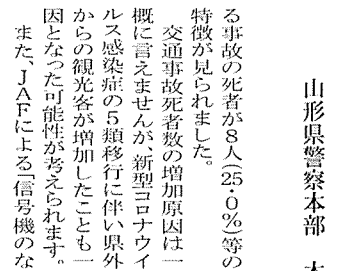 山形県警察本部
る事故の死者が8人(25・0%)等の
特徴が見られました。
交通事故死者数の増加原因は一
概に言えませんが、新型コロナウイ
ルス感染症の5類移行に伴い県外
からの観光客が増加したことも一
因となった可能性が考えられます。
また、JAFによる「信号機のな